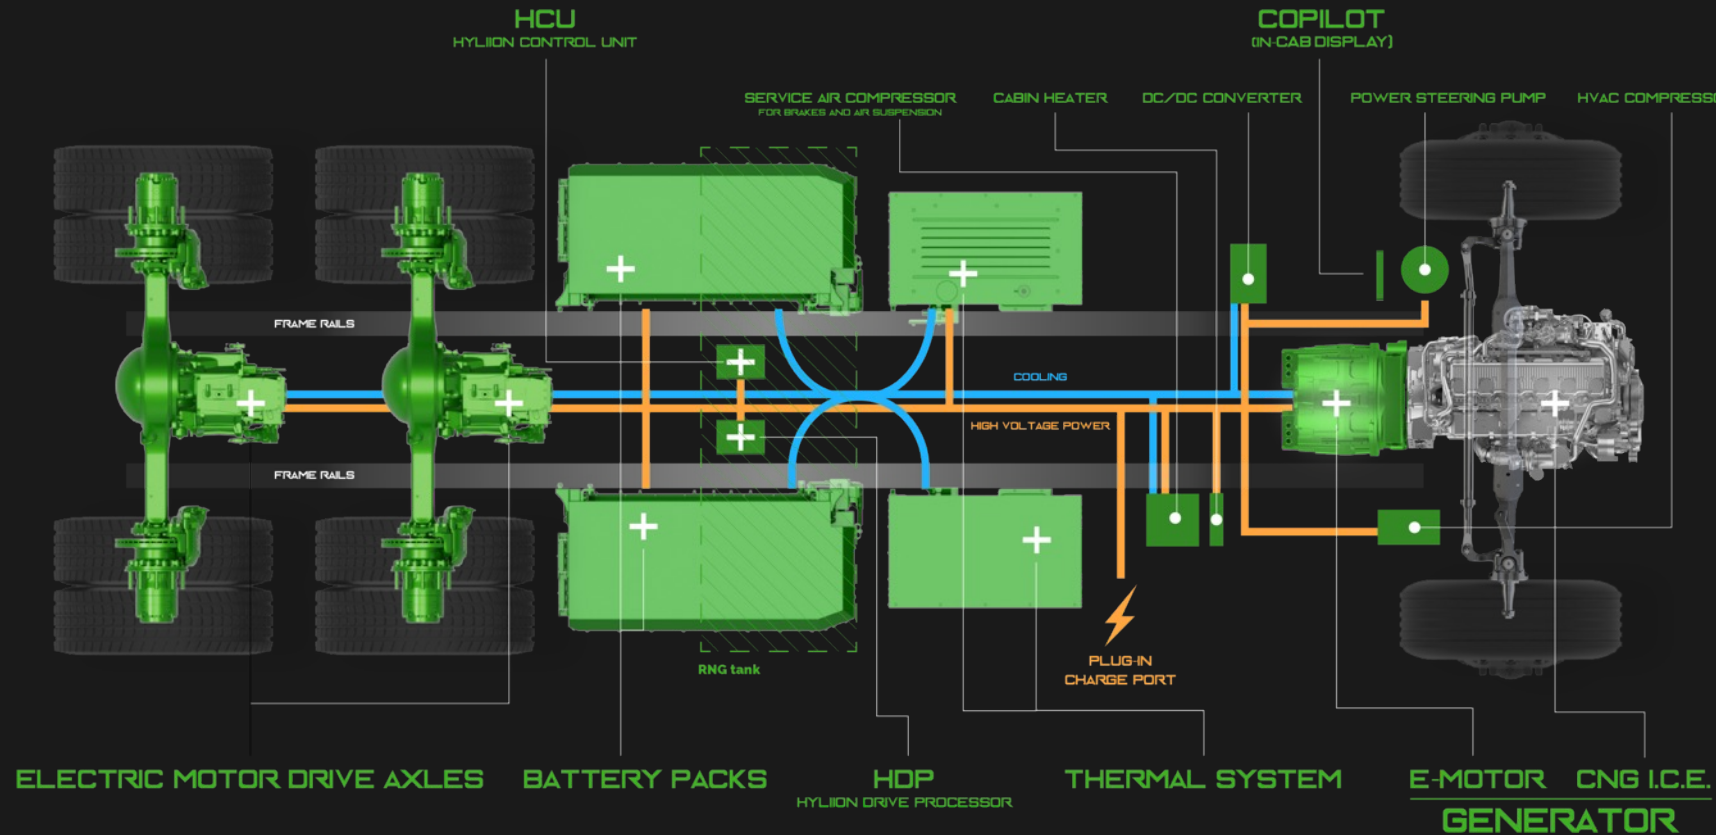 HCU
HYLIION CONTROL UNIT
COPILOT
(IN-CAB DISPLAY)
SERVICE AIR COMPRESSOR
FOR BRAKES AND AIR SUSPENSION
CABIN HEATER
DC/DC CONVERTER
POWER STEERING PUMP
HVAC COMPRESSO
FRAME RAILS
COOLING
HIGH VOLTAGE POWER
FRAME RAILS
RNG tank
PLUG-IN
CHARGE PORT
ELECTRIC MOTOR DRIVE AXLES
BATTERY PACKS
HDP
HYLIION DRIVE PROCESSOR
THERMAL SYSTEM
E-MOTOR
CNG I.C.E.
GENERATOR